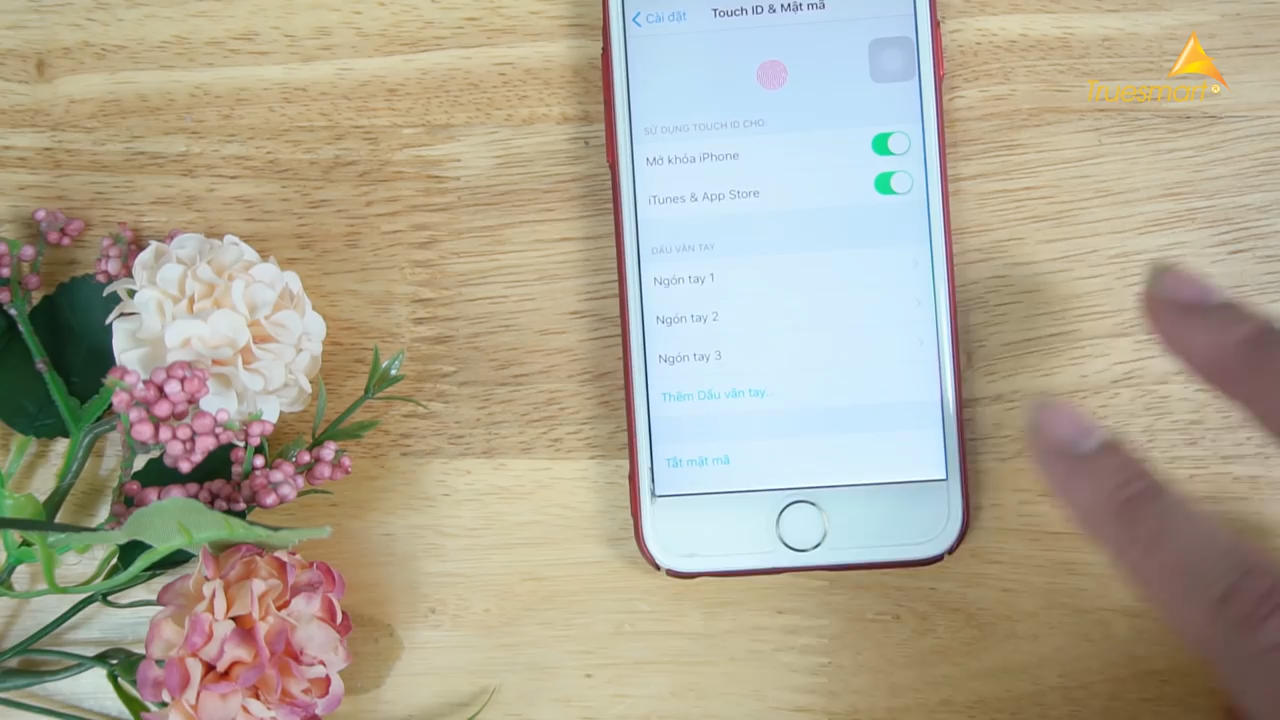 Cài đặt
Touch ID & Mật mã
Truesmart
SỬ DỤNG TOUCH ID CHO:
Mở khóa iPhone
iTunes & App Store
DẤU VÂN TAY
Ngón tay 1
Ngón tay 2
Ngón tay 3
Thêm Dấu vân tay...
Tắt mật mã